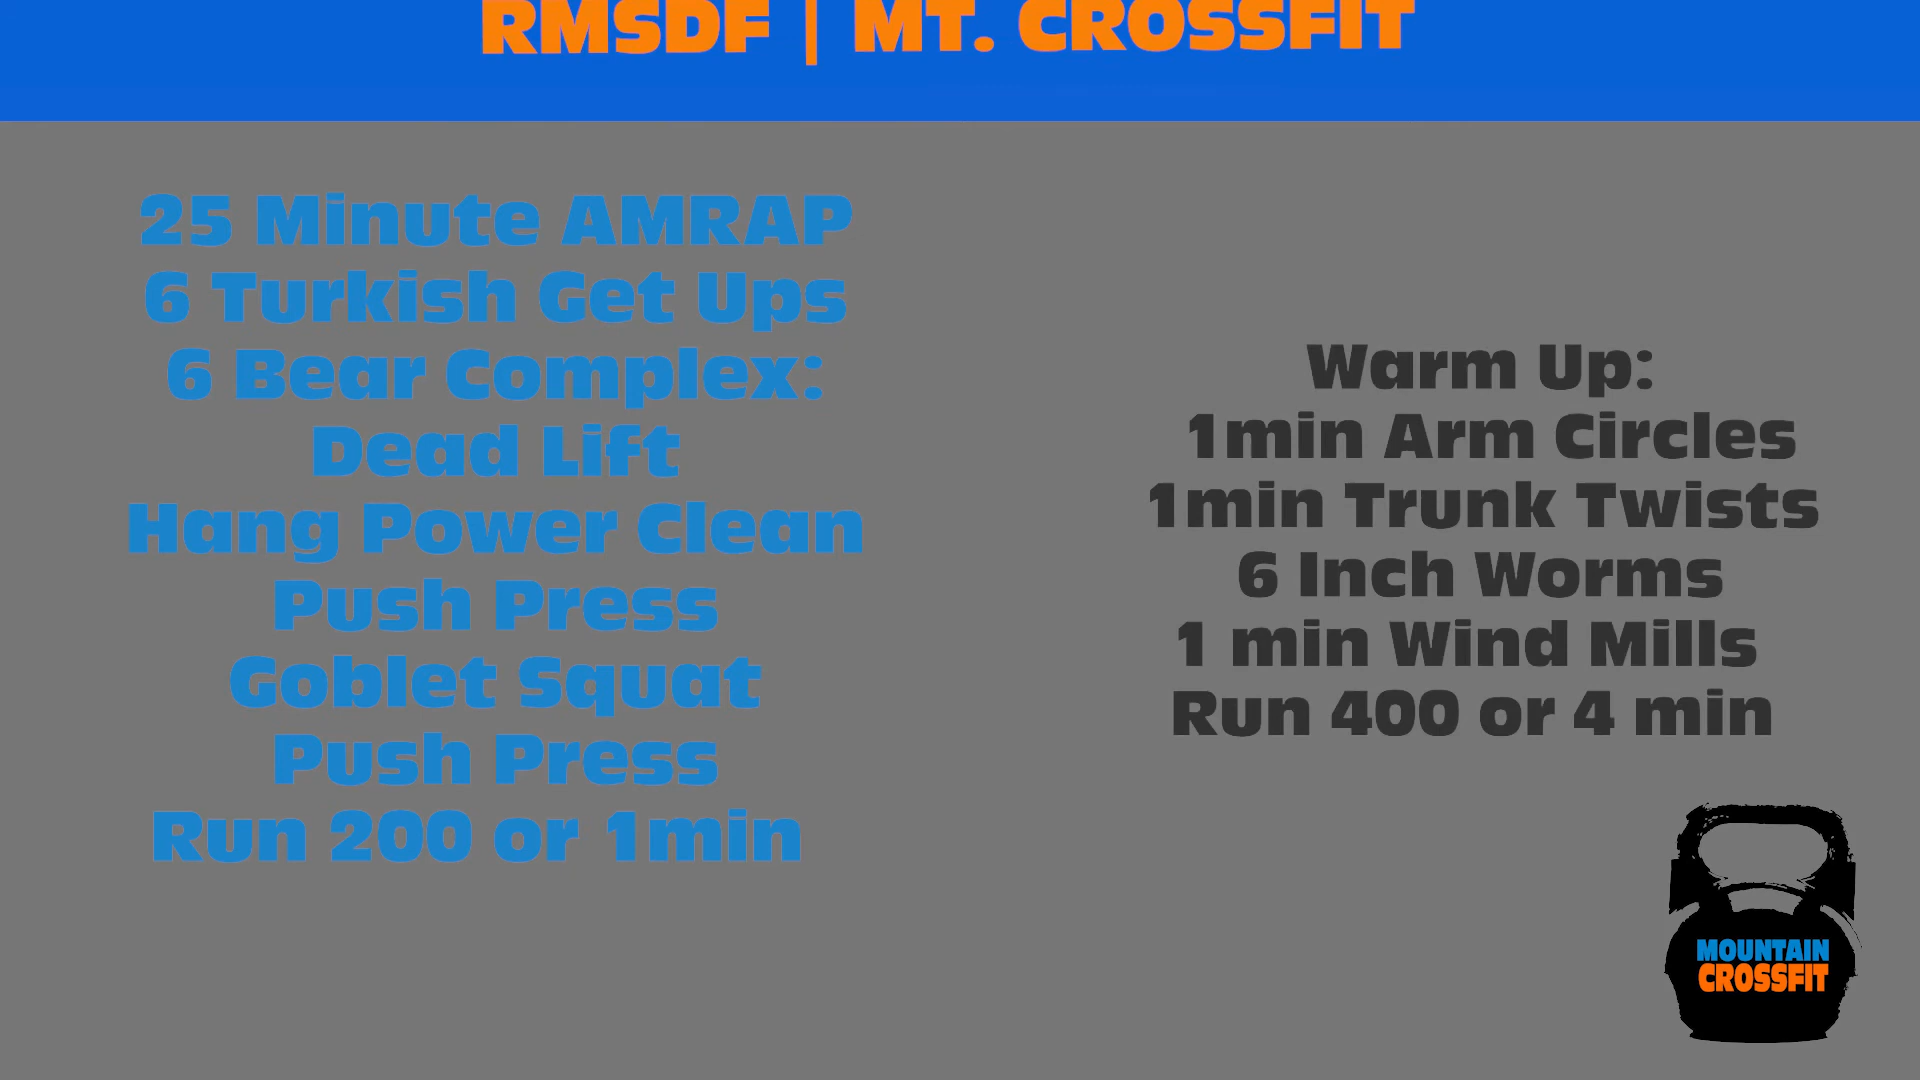 RMSDF | MT. CROSSFIT
25 Minute AMRAP
6 Turkish Get Ups
6 Bear Complex:
Dead Lift
Hang Power Clean
Push Press
Goblet Squat
Push Press
Run 200 or 1min
Warm Up:
1min Arm Circles
1min Trunk Twists
6 Inch Worms
1 min Wind Mills
Run 400 or 4 min
MOUNTAIN
CROSSFIT